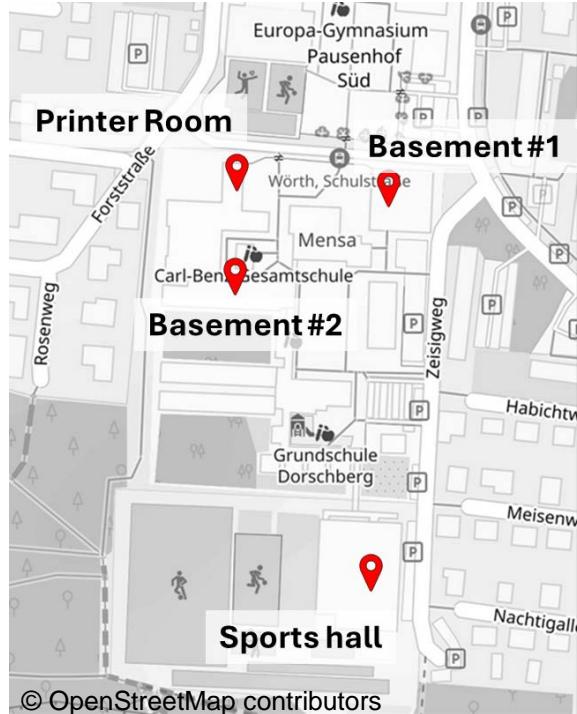 Europa-Gymnasium
Pausenhof
Süd
P
P
P
Printer Room
Basement #1
Forststraße
Wörth, Schulstraße
Mensa
P
P
Carl-Benz Gesamtschule
Basement #2
Rosenweg
P
Zeisigweg
P
Habichtw
Grundschule
Dorschberg
P
Meisenw
P
P
Nachtigalle
Sports hall
P
© OpenStreetMap contributors